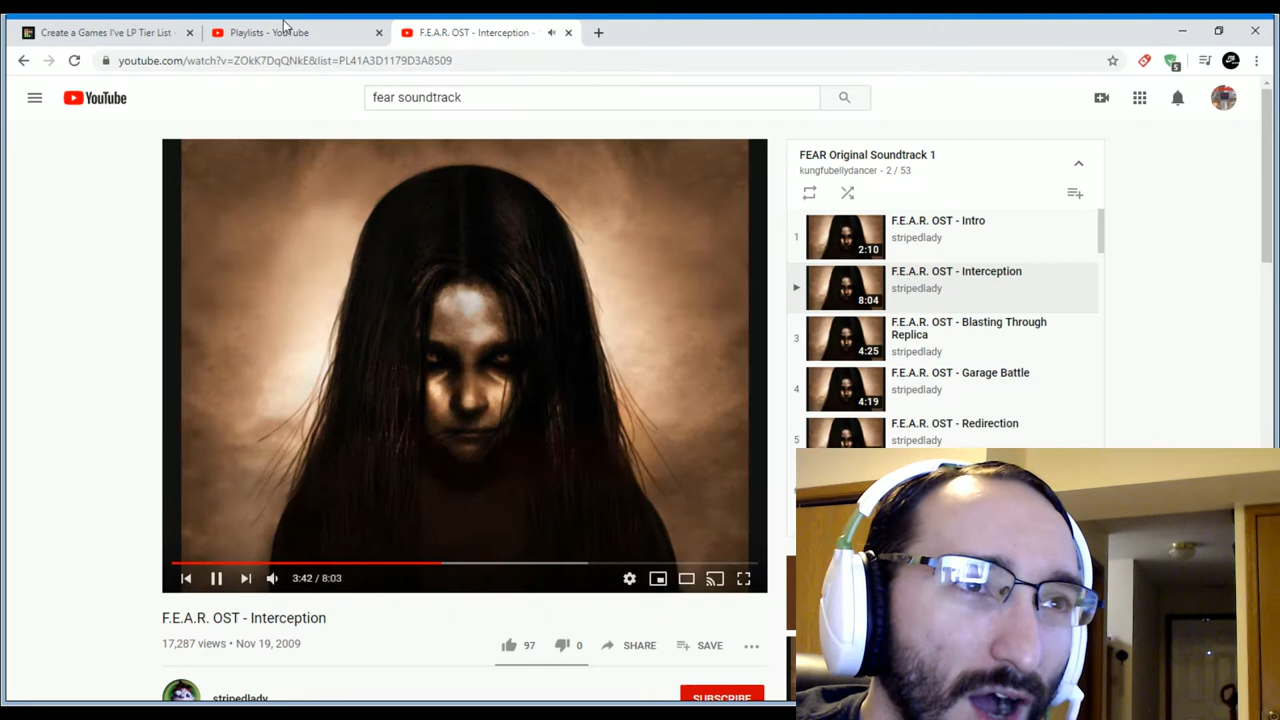 Create a Games I've LP Tier List -
Playlists - YouTube
F.E.A.R. OST - Interception -
youtube.com/watch?v=ZOkK7DqQNkE&list=PL41A3D1179D3A8509
5
YouTube
fear soundtrack
FEAR Original Soundtrack 1
kungfubellydancer - 2 / 53
1
2:10
F.E.A.R. OST - Intro
stripedlady
8:04
F.E.A.R. OST - Interception
stripedlady
3
4:25
F.E.A.R. OST - Blasting Through
Replica
stripedlady
4
4:19
F.E.A.R. OST - Garage Battle
stripedlady
5
F.E.A.R. OST - Redirection
stripedlady
3:42 / 8:03
F.E.A.R. OST - Interception
17,287 views • Nov 19, 2009
97
0
SHARE
SAVE
stripedlady
SUBSCRIBE